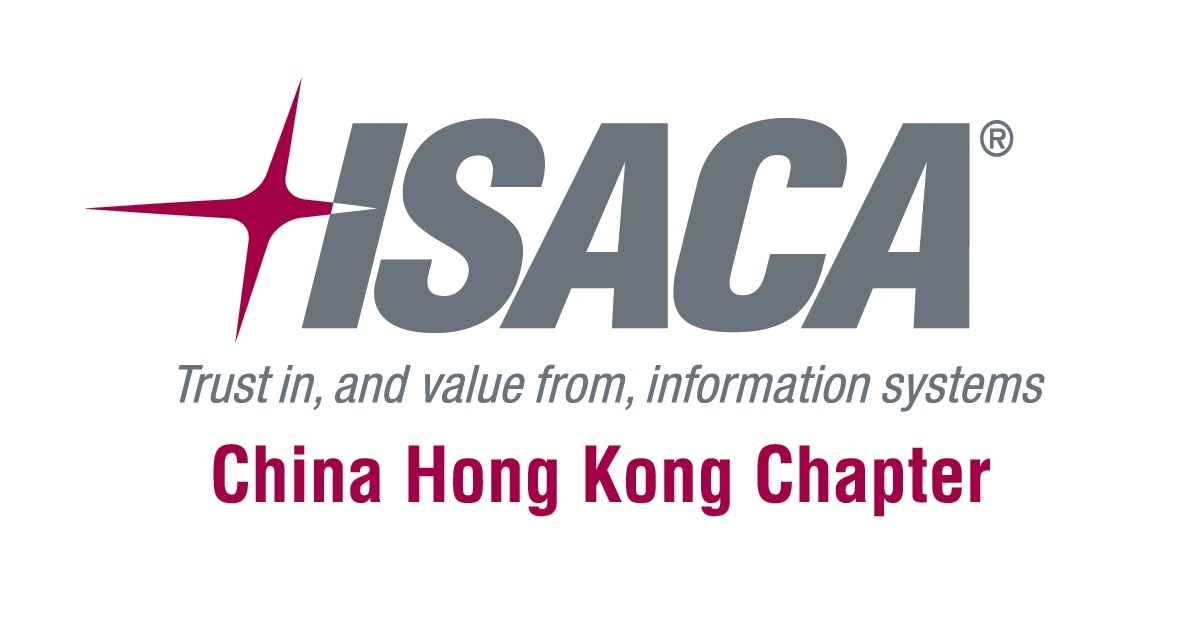 ISACA®
Trust in, and value from, information systems
China Hong Kong Chapter